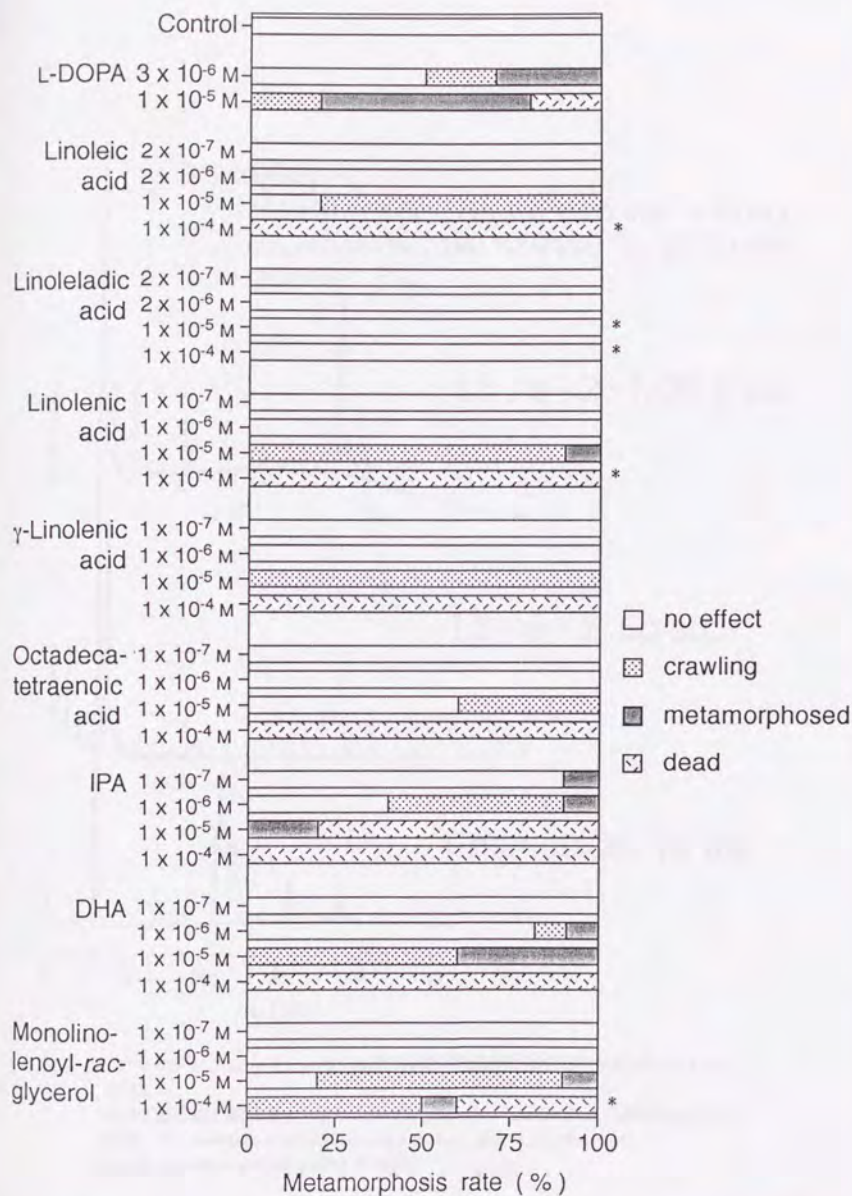 Control
L-DOPA 3 x 10⁻⁶ M
1 x 10⁻⁵ M
Linoleic acid 2 x 10⁻⁷ M
2 x 10⁻⁶ M
1 x 10⁻⁵ M
1 x 10⁻⁴ M *
Linoleladic acid 2 x 10⁻⁷ M
2 x 10⁻⁶ M
1 x 10⁻⁵ M *
1 x 10⁻⁴ M *
Linolenic acid 1 x 10⁻⁷ M
1 x 10⁻⁶ M
1 x 10⁻⁵ M
1 x 10⁻⁴ M *
γ-Linolenic acid 1 x 10⁻⁷ M
1 x 10⁻⁶ M
1 x 10⁻⁵ M
1 x 10⁻⁴ M
Octadeca-tetraenoic acid 1 x 10⁻⁷ M
1 x 10⁻⁶ M
1 x 10⁻⁵ M
1 x 10⁻⁴ M
IPA 1 x 10⁻⁷ M
1 x 10⁻⁶ M
1 x 10⁻⁵ M
1 x 10⁻⁴ M
DHA 1 x 10⁻⁷ M
1 x 10⁻⁶ M
1 x 10⁻⁵ M
1 x 10⁻⁴ M
Monolino-lenoyl-rac-glycerol 1 x 10⁻⁷ M
1 x 10⁻⁶ M
1 x 10⁻⁵ M
1 x 10⁻⁴ M *
no effect
crawling
metamorphosed
dead
0 25 50 75 100
Metamorphosis rate ( % )